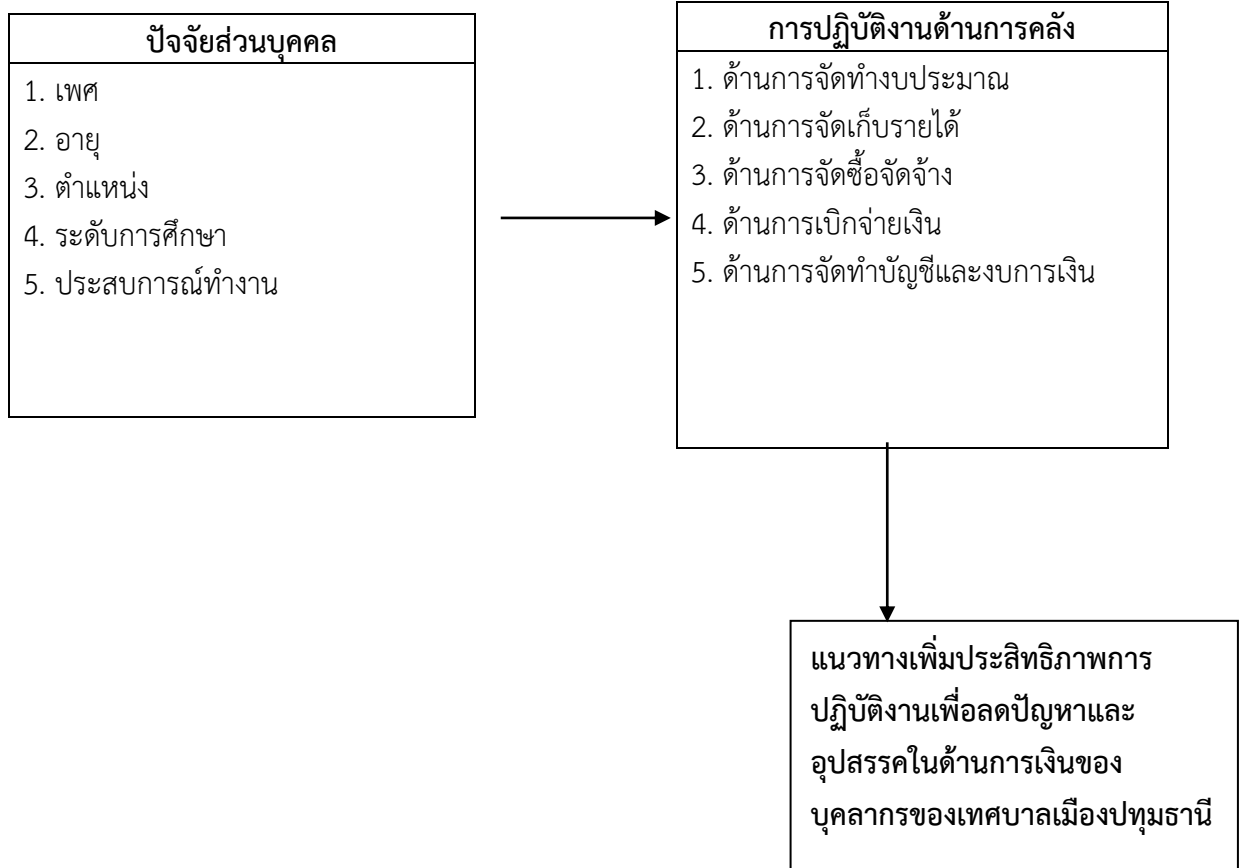 ปัจจัยส่วนบุคคล
1. เพศ
2. อายุ
3. ตำแหน่ง
4. ระดับการศึกษา
5. ประสบการณ์ทำงาน
การปฏิบัติงานด้านการคลัง
1. ด้านการจัดทำงบประมาณ
2. ด้านการจัดเก็บรายได้
3. ด้านการจัดซื้อจัดจ้าง
4. ด้านการเบิกจ่ายเงิน
5. ด้านการจัดทำบัญชีและงบการเงิน
แนวทางเพิ่มประสิทธิภาพการ
ปฏิบัติงานเพื่อลดปัญหาและ
อุปสรรคในด้านการเงินของ
บุคลากรของเทศบาลเมืองปทุมธานี